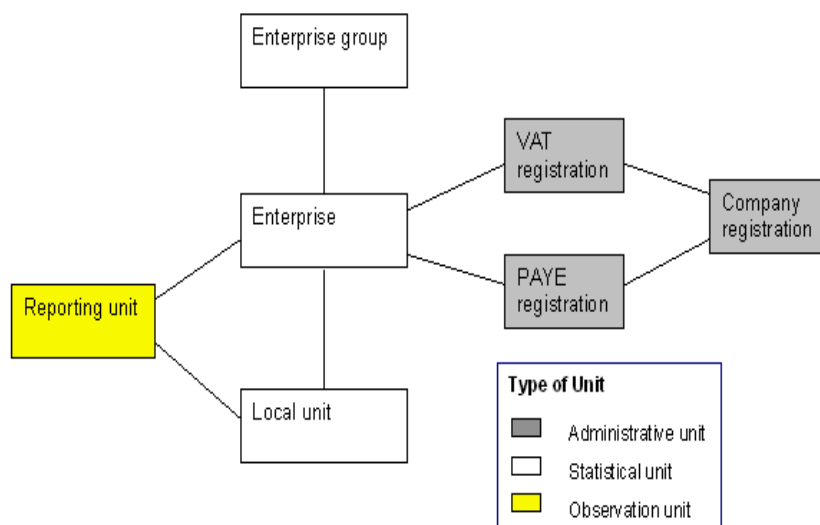 Enterprise group
VAT
registration
Enterprise
Company
registration
Reporting unit
PAYE
registration
Local unit
Type of Unit
Administrative unit
Statistical unit
Observation unit